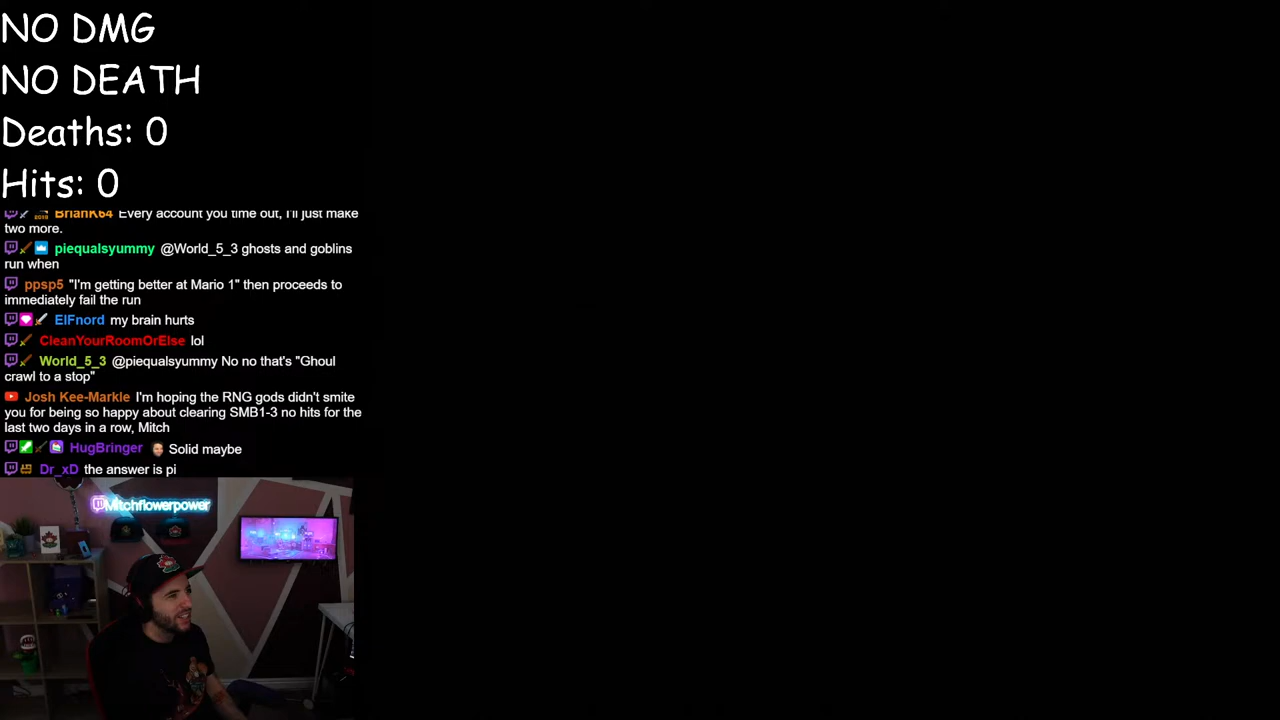 NO DMG
NO DEATH
Deaths: 0
Hits: 0
BrianK64 Every account you time out, I'll just make
two more.
piequalsyummy @World_5_3 ghosts and goblins
run when
ppsp5 "I'm getting better at Mario 1" then proceeds to
immediately fail the run
ElFnord my brain hurts
CleanYourRoomOrElse lol
World_5_3 @piequalsyummy No no that's "Ghoul
crawl to a stop"
Josh Kee-Markle I'm hoping the RNG gods didn't smite
you for being so happy about clearing SMB1-3 no hits for the
last two days in a row, Mitch
HugBringer Solid maybe
Dr_xD the answer is pi
Mitchflowerpower